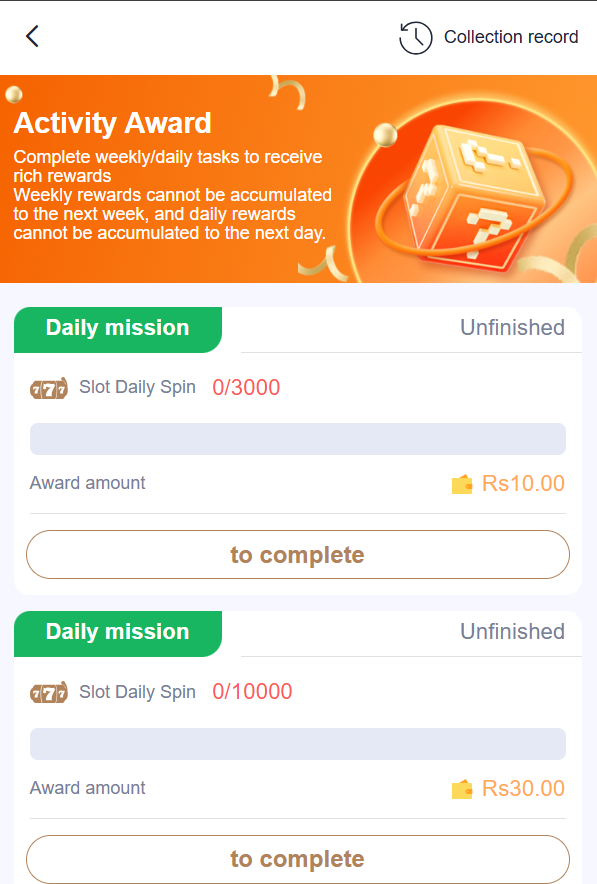 Collection record
Activity Award
Complete weekly/daily tasks to receive
rich rewards
Weekly rewards cannot be accumulated
to the next week, and daily rewards
cannot be accumulated to the next day.
Daily mission
Unfinished
777 Slot Daily Spin 0/3000
Award amount
Rs10.00
to complete
Daily mission
Unfinished
777 Slot Daily Spin 0/10000
Award amount
Rs30.00
to complete